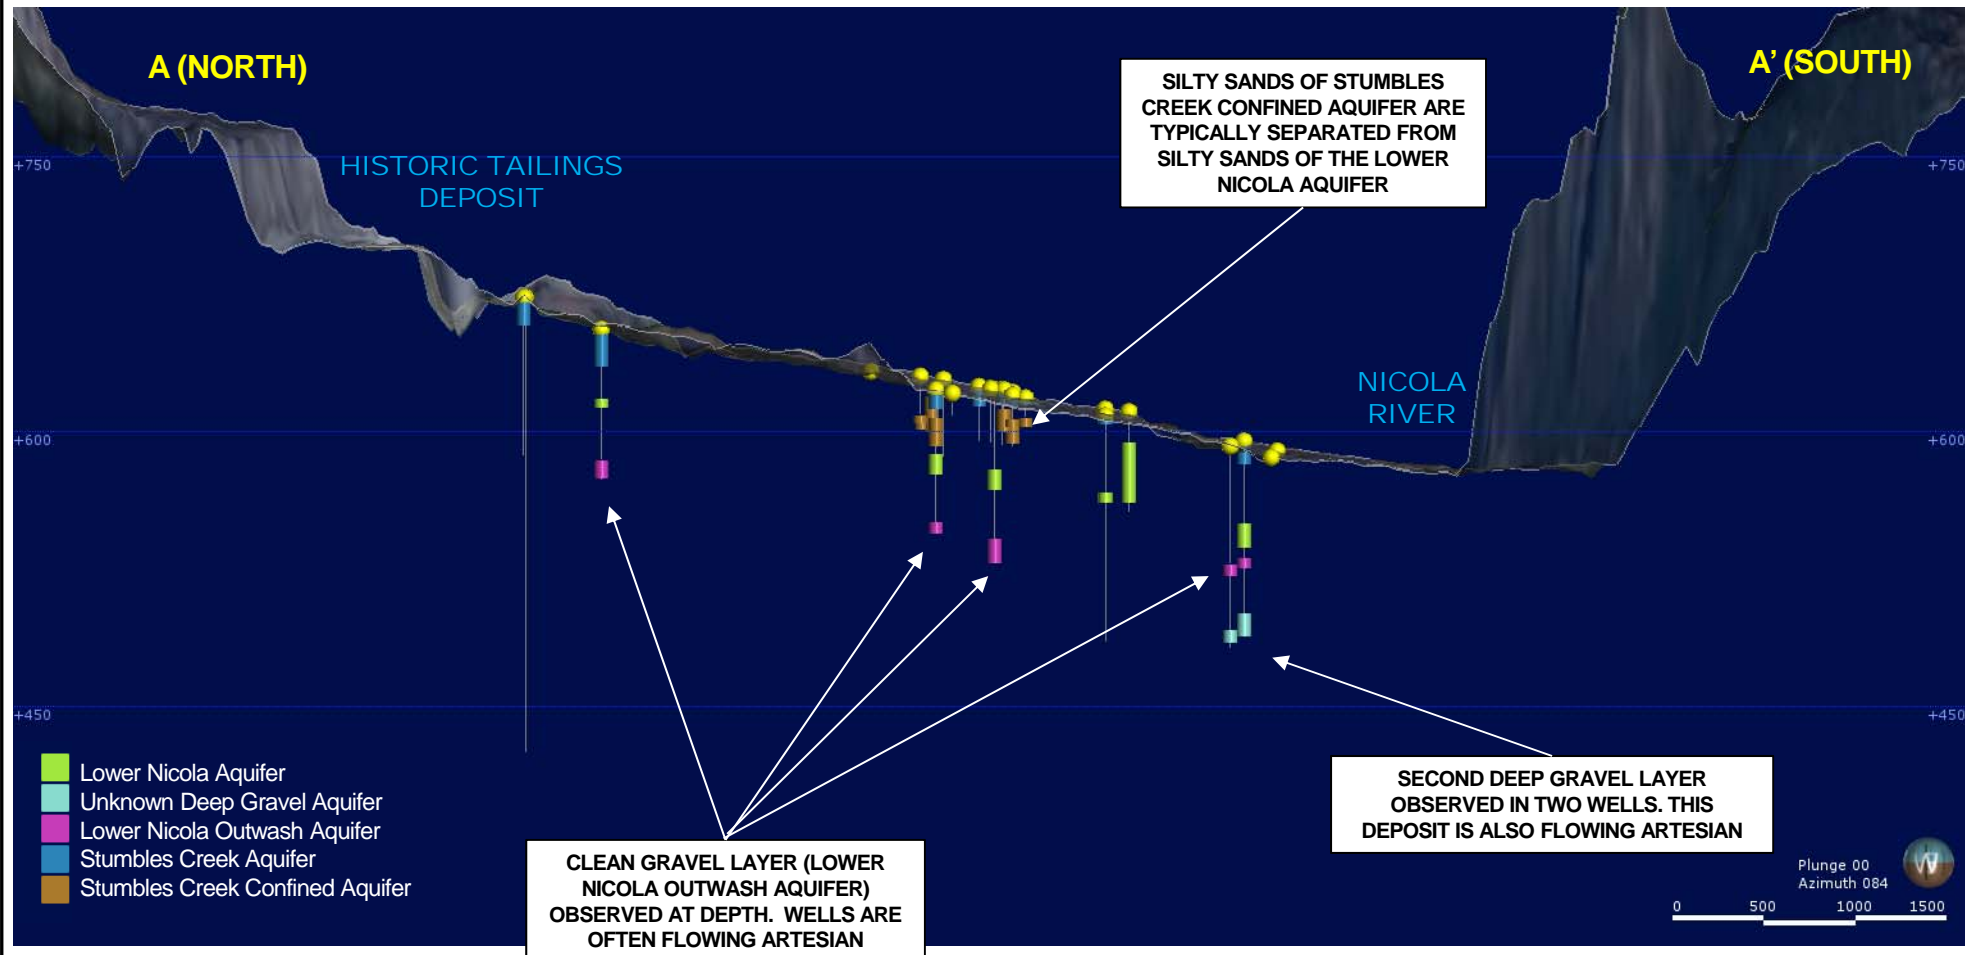 A (NORTH)
A' (SOUTH)
SILTY SANDS OF STUMBLES
CREEK CONFINED AQUIFER ARE
TYPICALLY SEPARATED FROM
SILTY SANDS OF THE LOWER
NICOLA AQUIFER
+750
+750
HISTORIC TAILINGS
DEPOSIT
NICOLA
RIVER
+600
+600
+450
+450
Lower Nicola Aquifer
Unknown Deep Gravel Aquifer
Lower Nicola Outwash Aquifer
Stumbles Creek Aquifer
Stumbles Creek Confined Aquifer
CLEAN GRAVEL LAYER (LOWER
NICOLA OUTWASH AQUIFER)
OBSERVED AT DEPTH. WELLS ARE
OFTEN FLOWING ARTESIAN
SECOND DEEP GRAVEL LAYER
OBSERVED IN TWO WELLS. THIS
DEPOSIT IS ALSO FLOWING ARTESIAN
Plunge 00
Azimuth 084
0 500 1000 1500